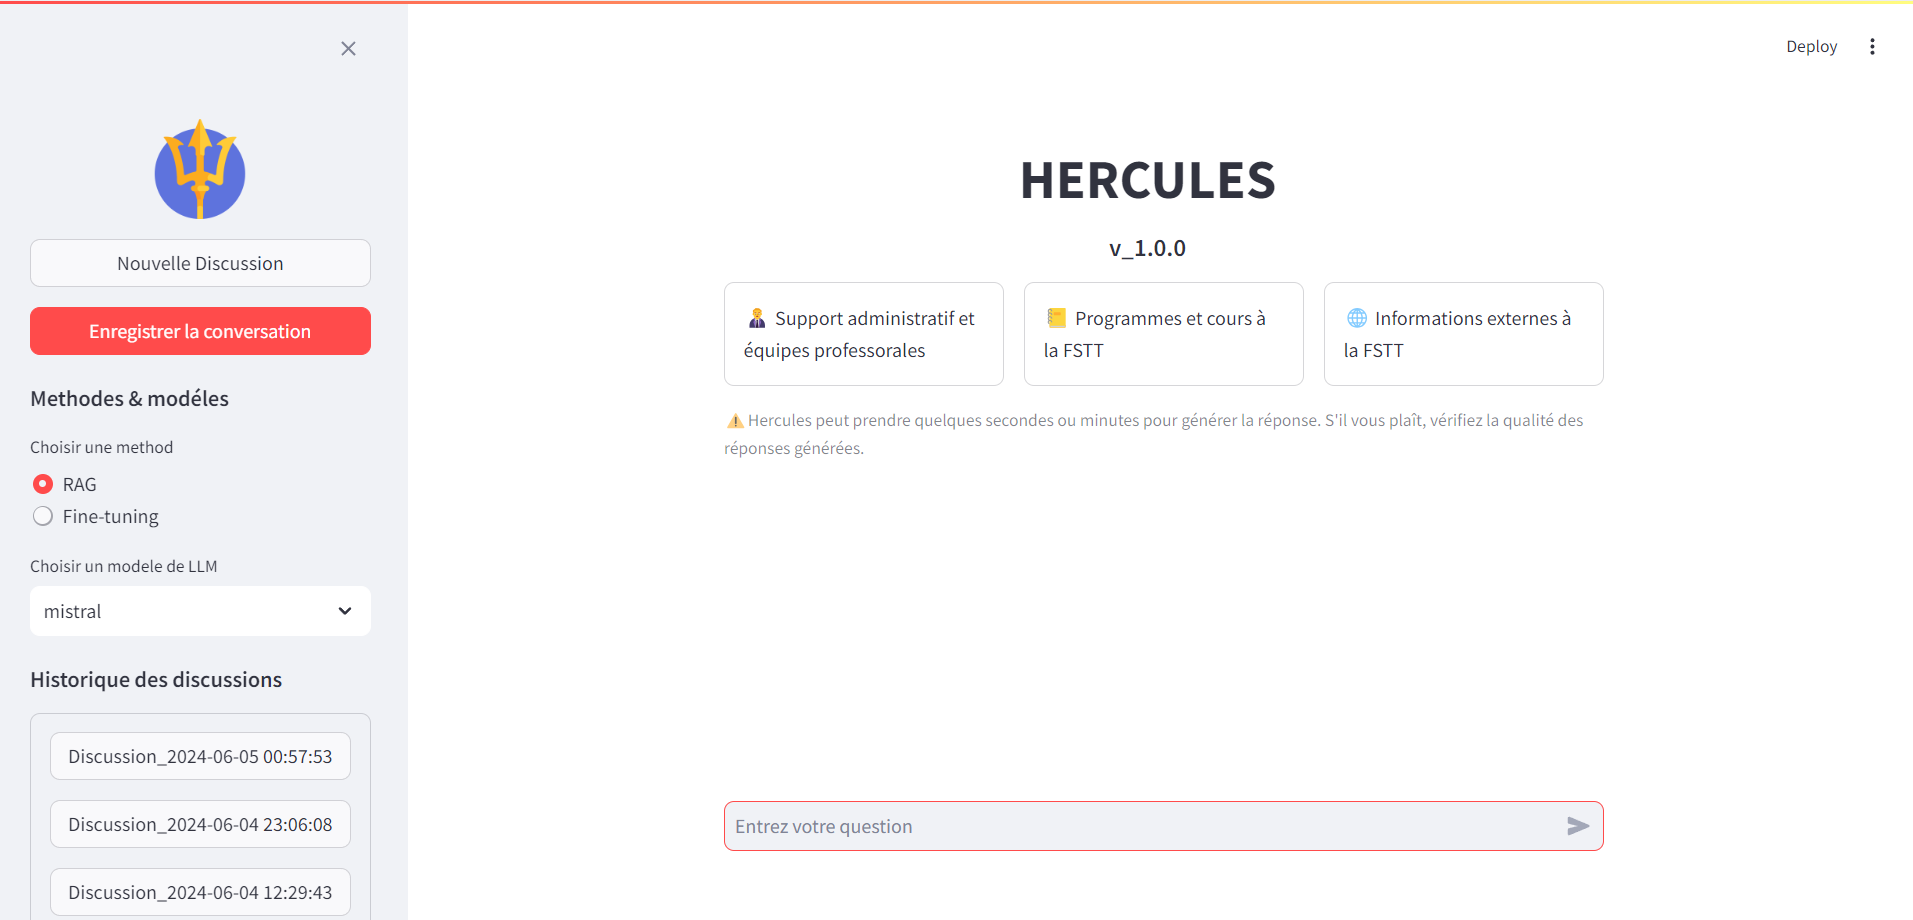 Nouvelle Discussion
Enregistrer la conversation
Methodes & modéles
Choisir une method
RAG
Fine-tuning
Choisir un modele de LLM
mistral
Historique des discussions
Discussion_2024-06-05 00:57:53
Discussion_2024-06-04 23:06:08
Discussion_2024-06-04 12:29:43
Deploy
HERCULES
v_1.0.0
Support administratif et
équipes professorales
Programmes et cours à
la FSTT
Informations externes à
la FSTT
Hercules peut prendre quelques secondes ou minutes pour générer la réponse. S'il vous plaît, vérifiez la qualité des
réponses générées.
Entrez votre question